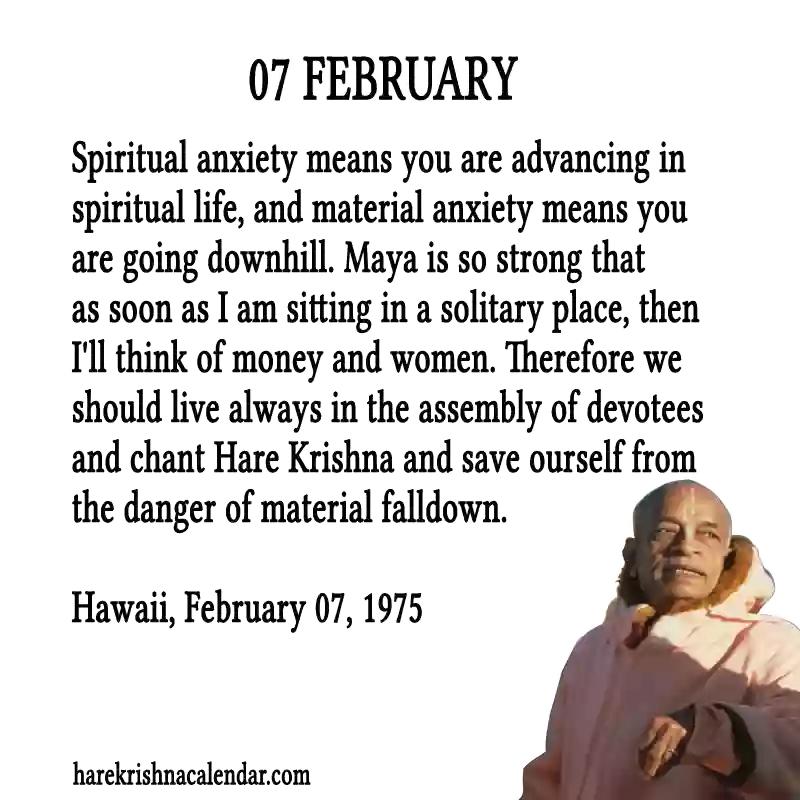 07 FEBRUARY
Spiritual anxiety means you are advancing in
spiritual life, and material anxiety means you
are going downhill. Maya is so strong that
as soon as I am sitting in a solitary place, then
I'll think of money and women. Therefore we
should live always in the assembly of devotees
and chant Hare Krishna and save ourself from
the danger of material falldown.
Hawaii, February 07, 1975
harekrishnacalendar.com